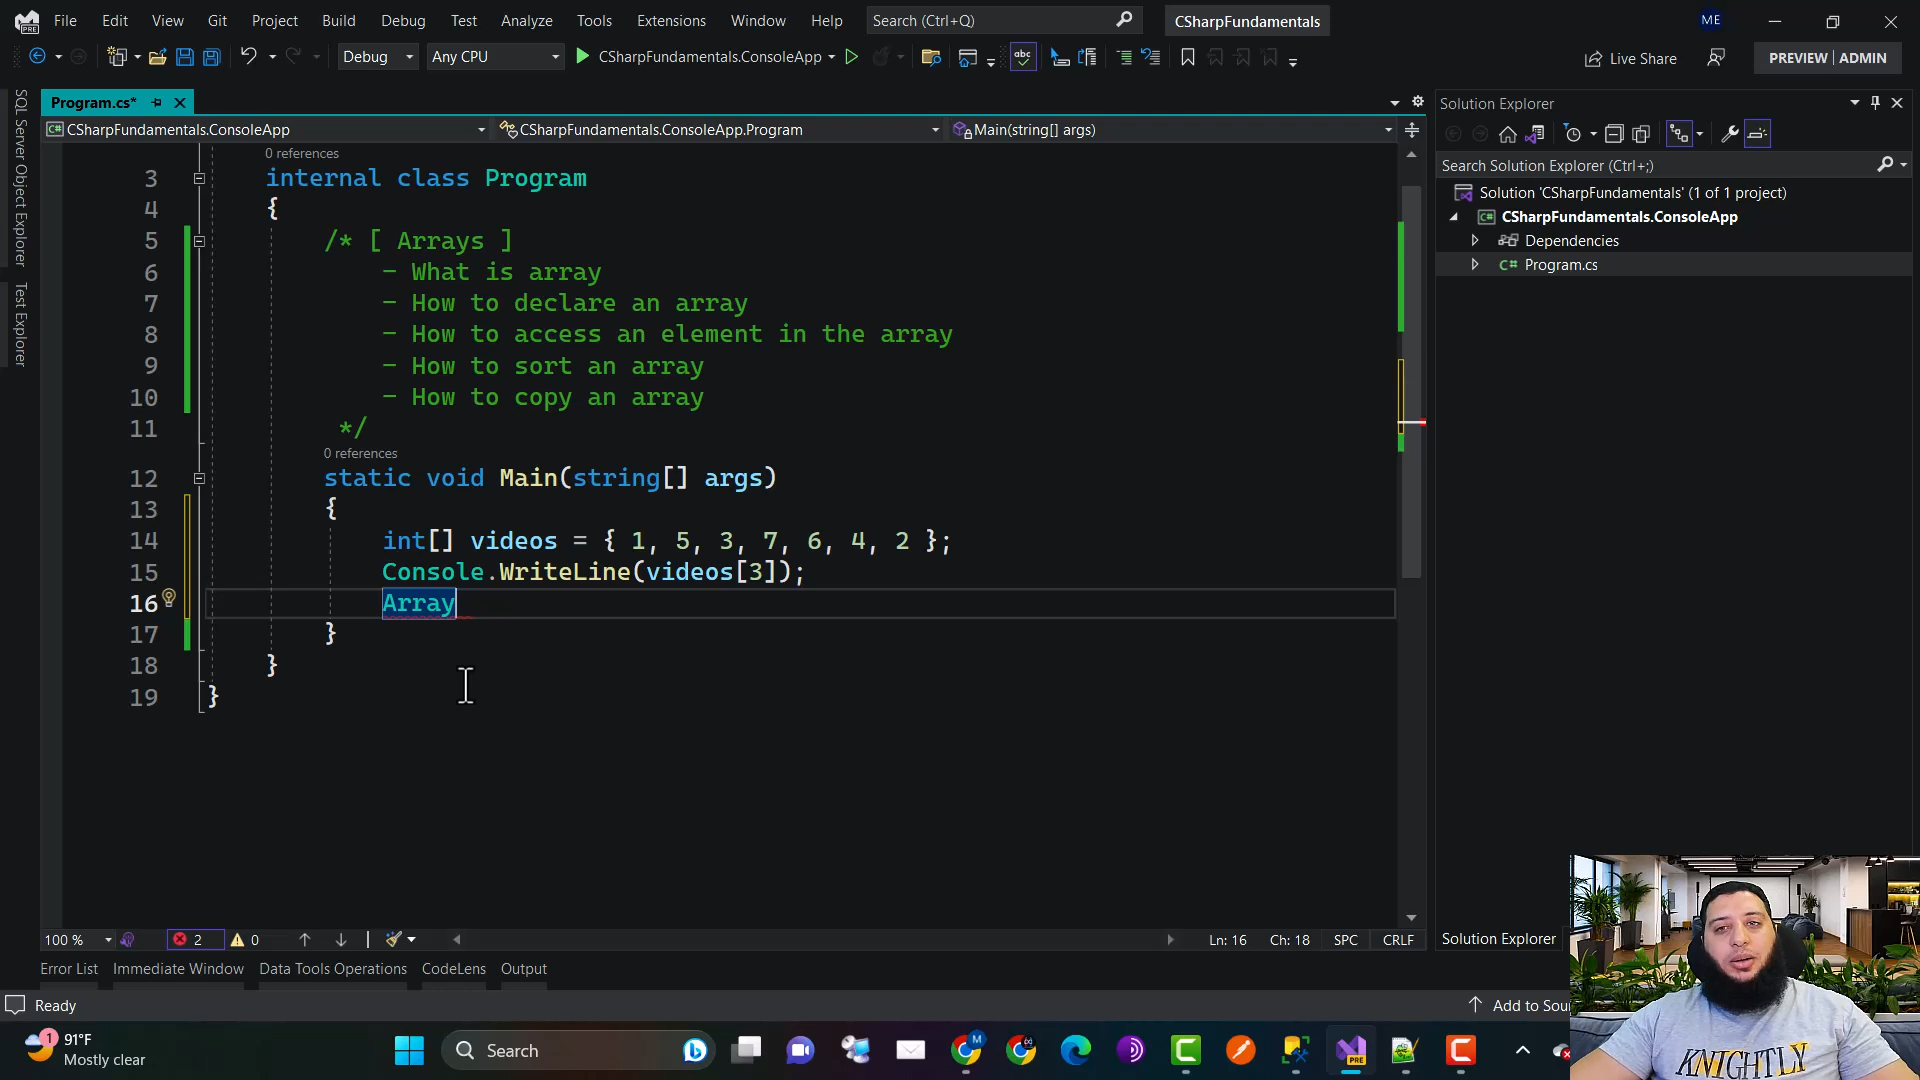 File Edit View Git Project Build Debug Test Analyze Tools Extensions Window Help Search (Ctrl+Q) CSharpFundamentals ME
Debug Any CPU CSharpFundamentals.ConsoleApp abc Live Share PREVIEW | ADMIN
SQL Server Object Explorer
Test Explorer
Program.cs*
CSharpFundamentals.ConsoleApp CSharpFundamentals.ConsoleApp.Program Main(string[] args)
0 references
3 internal class Program
4 {
5 /* [ Arrays ]
6 - What is array
7 - How to declare an array
8 - How to access an element in the array
9 - How to sort an array
10 - How to copy an array
11 */
0 references
12 static void Main(string[] args)
13 {
14 int[] videos = { 1, 5, 3, 7, 6, 4, 2 };
15 Console.WriteLine(videos[3]);
16 Array
17 }
18 }
19 }
100 % 2 0 Ln: 16 Ch: 18 SPC CRLF
Error List Immediate Window Data Tools Operations CodeLens Output
Solution Explorer
Search Solution Explorer (Ctrl+;)
Solution 'CSharpFundamentals' (1 of 1 project)
CSharpFundamentals.ConsoleApp
Dependencies
C# Program.cs
Solution Explorer
Ready Add to Sou
1 91°F
Mostly clear
Search
PRE
KNIGHTLY